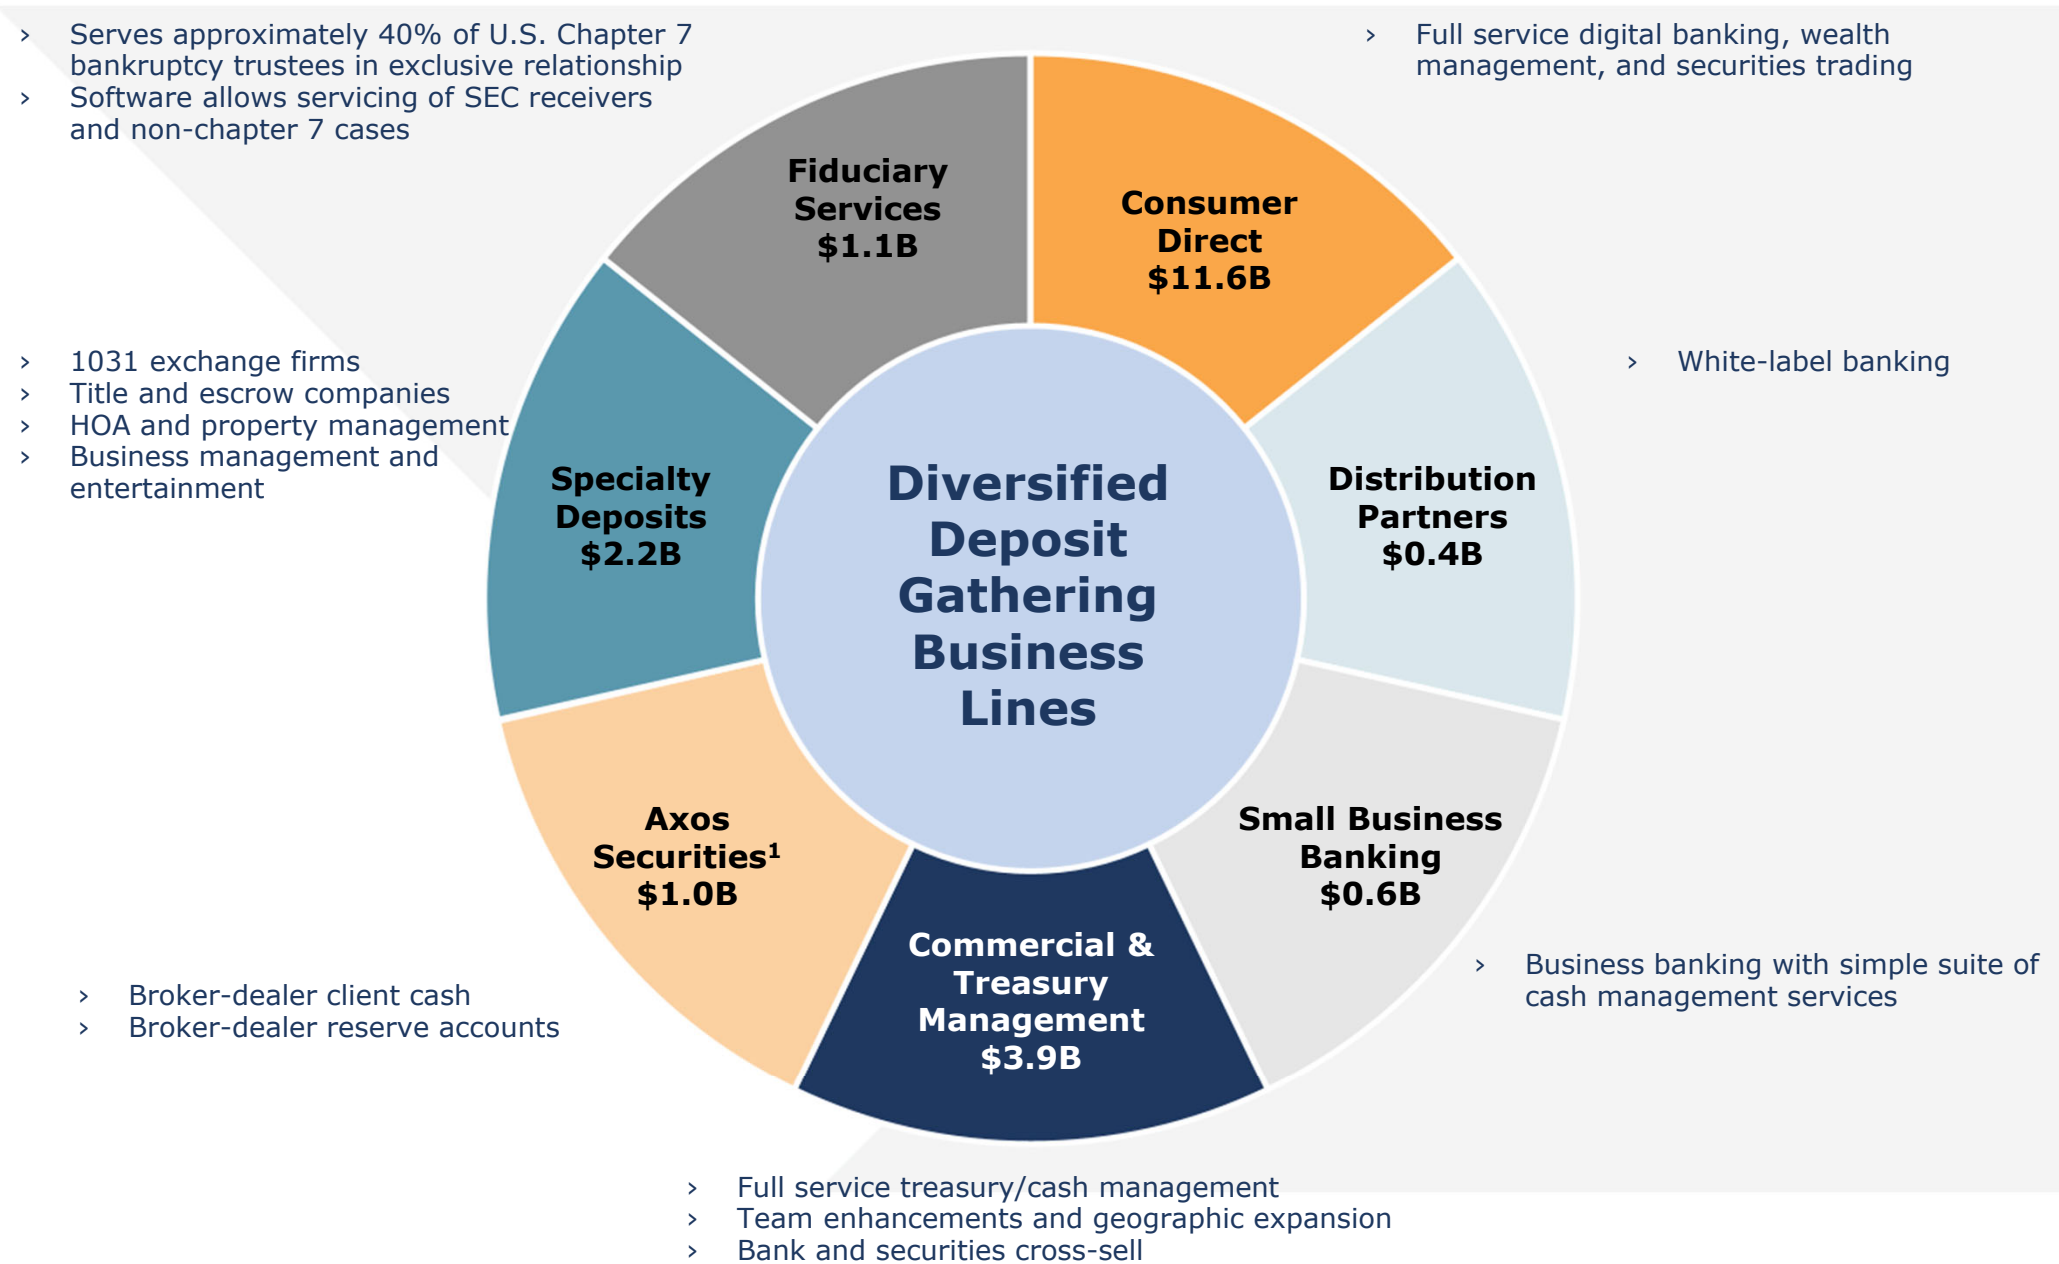 › Serves approximately 40% of U.S. Chapter 7
bankruptcy trustees in exclusive relationship
› Software allows servicing of SEC receivers
and non-chapter 7 cases
› Full service digital banking, wealth
management, and securities trading
Fiduciary
Services
$1.1B
Consumer
Direct
$11.6B
› 1031 exchange firms
› Title and escrow companies
› HOA and property management
› Business management and
entertainment
› White-label banking
Specialty
Deposits
$2.2B
Diversified
Deposit
Gathering
Business
Lines
Distribution
Partners
$0.4B
Axos
Securities¹
$1.0B
Small Business
Banking
$0.6B
Commercial &
Treasury
Management
$3.9B
› Broker-dealer client cash
› Broker-dealer reserve accounts
› Business banking with simple suite of
cash management services
› Full service treasury/cash management
› Team enhancements and geographic expansion
› Bank and securities cross-sell